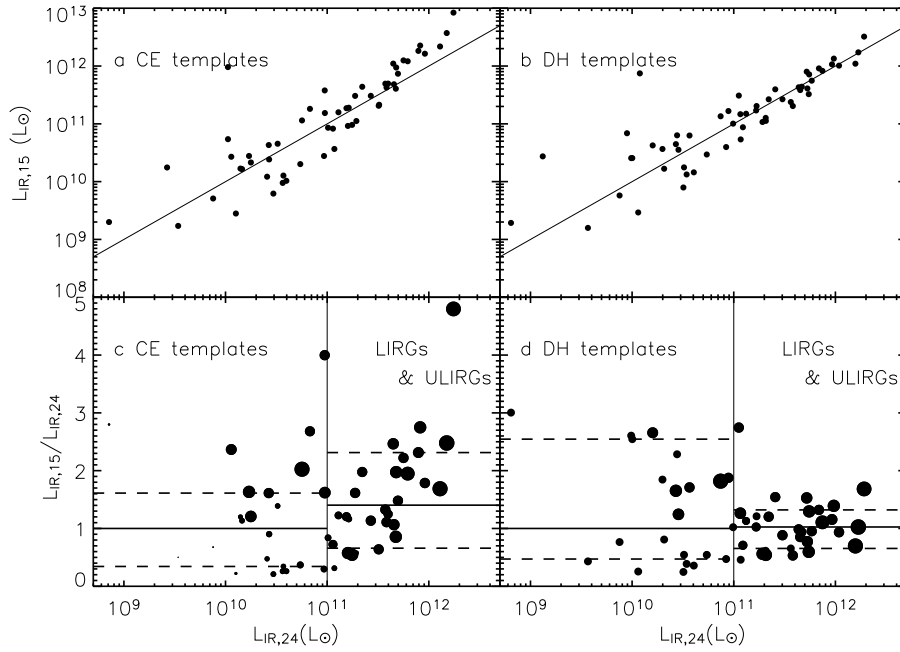 10^13
10^12
10^11
10^10
10^9
10^8
L_IR,15 (L⊙)
a CE templates
b DH templates
5
4
3
2
1
0
L_IR,15/L_IR,24
c CE templates
LIRGs
& ULIRGs
d DH templates
LIRGs
& ULIRGs
10^9 10^10 10^11 10^12
10^9 10^10 10^11 10^12
L_IR,24(L⊙)
L_IR,24(L⊙)